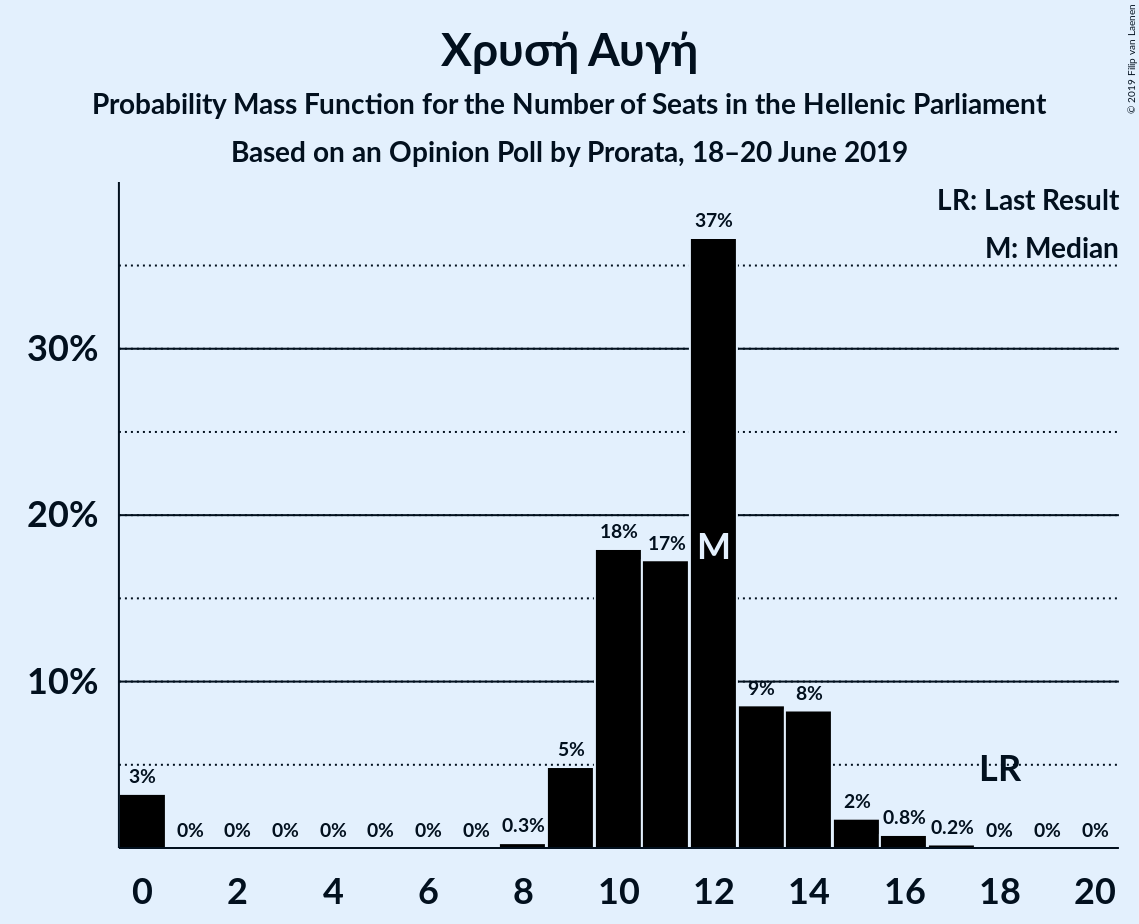 Χρυσή Αυγή
Probability Mass Function for the Number of Seats in the Hellenic Parliament
Based on an Opinion Poll by Prorata, 18–20 June 2019
© 2019 Filip van Laenen
LR: Last Result
M: Median
37%
30%
20%
18%
17%
M
10%
9%
8%
5%
LR
3%
2%
0%
0%
0%
0%
0%
0%
0%
0.3%
0.8%
0.2%
0%
0%
0%
0 2 4 6 8 10 12 14 16 18 20